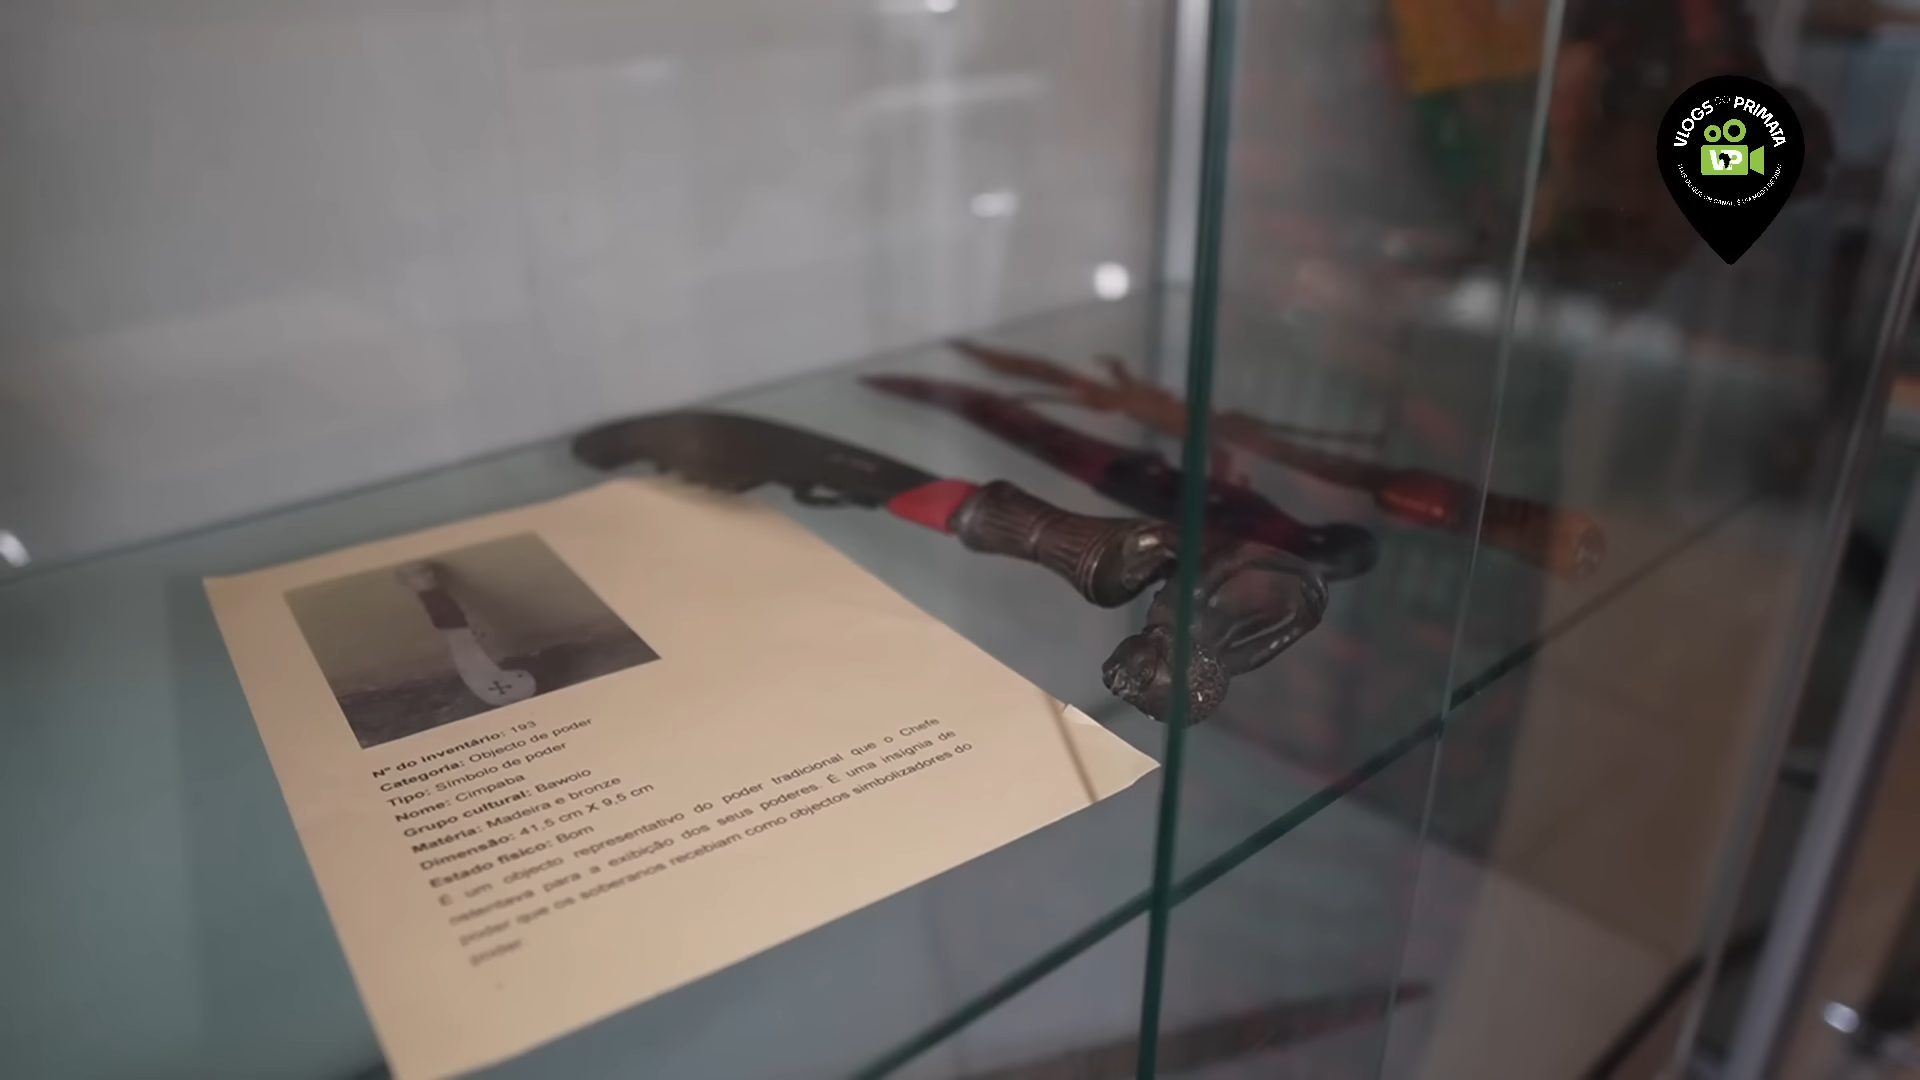 VLOGS DO PRIMATA
VP
Nº do inventário: 193
Categoria: Objecto de poder
Tipo: Símbolo de poder
Nome: Cimpaba
Grupo cultural: Bawoio
Matéria: Madeira e bronze
Dimensão: 41,5 cm X 9,5 cm
Estado físico: Bom
É um objecto representativo do poder tradicional que o Chefe
ostentava para a exibição dos seus poderes. É uma insígnia de
poder que os soberanos recebiam como objectos simbolizadores do
poder